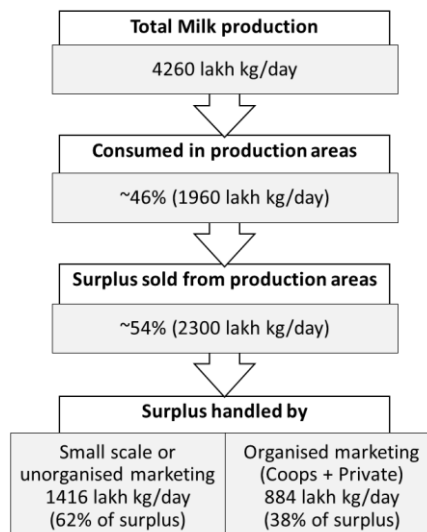 Total Milk production
4260 lakh kg/day
Consumed in production areas
~46% (1960 lakh kg/day)
Surplus sold from production areas
~54% (2300 lakh kg/day)
Surplus handled by
Small scale or
unorganised marketing
1416 lakh kg/day
(62% of surplus)
Organised marketing
(Coops + Private)
884 lakh kg/day
(38% of surplus)